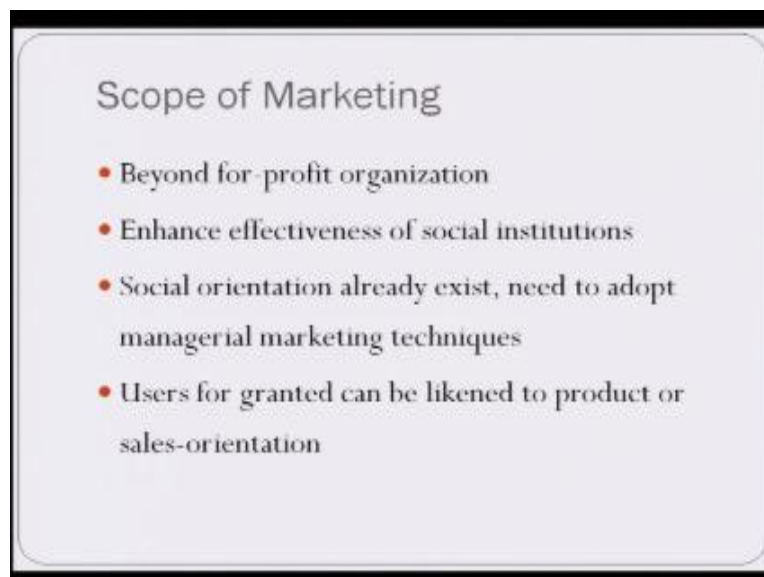 Scope of Marketing
• Beyond for-profit organization
• Enhance effectiveness of social institutions
• Social orientation already exist, need to adopt
managerial marketing techniques
• Users for granted can be likened to product or
sales-orientation